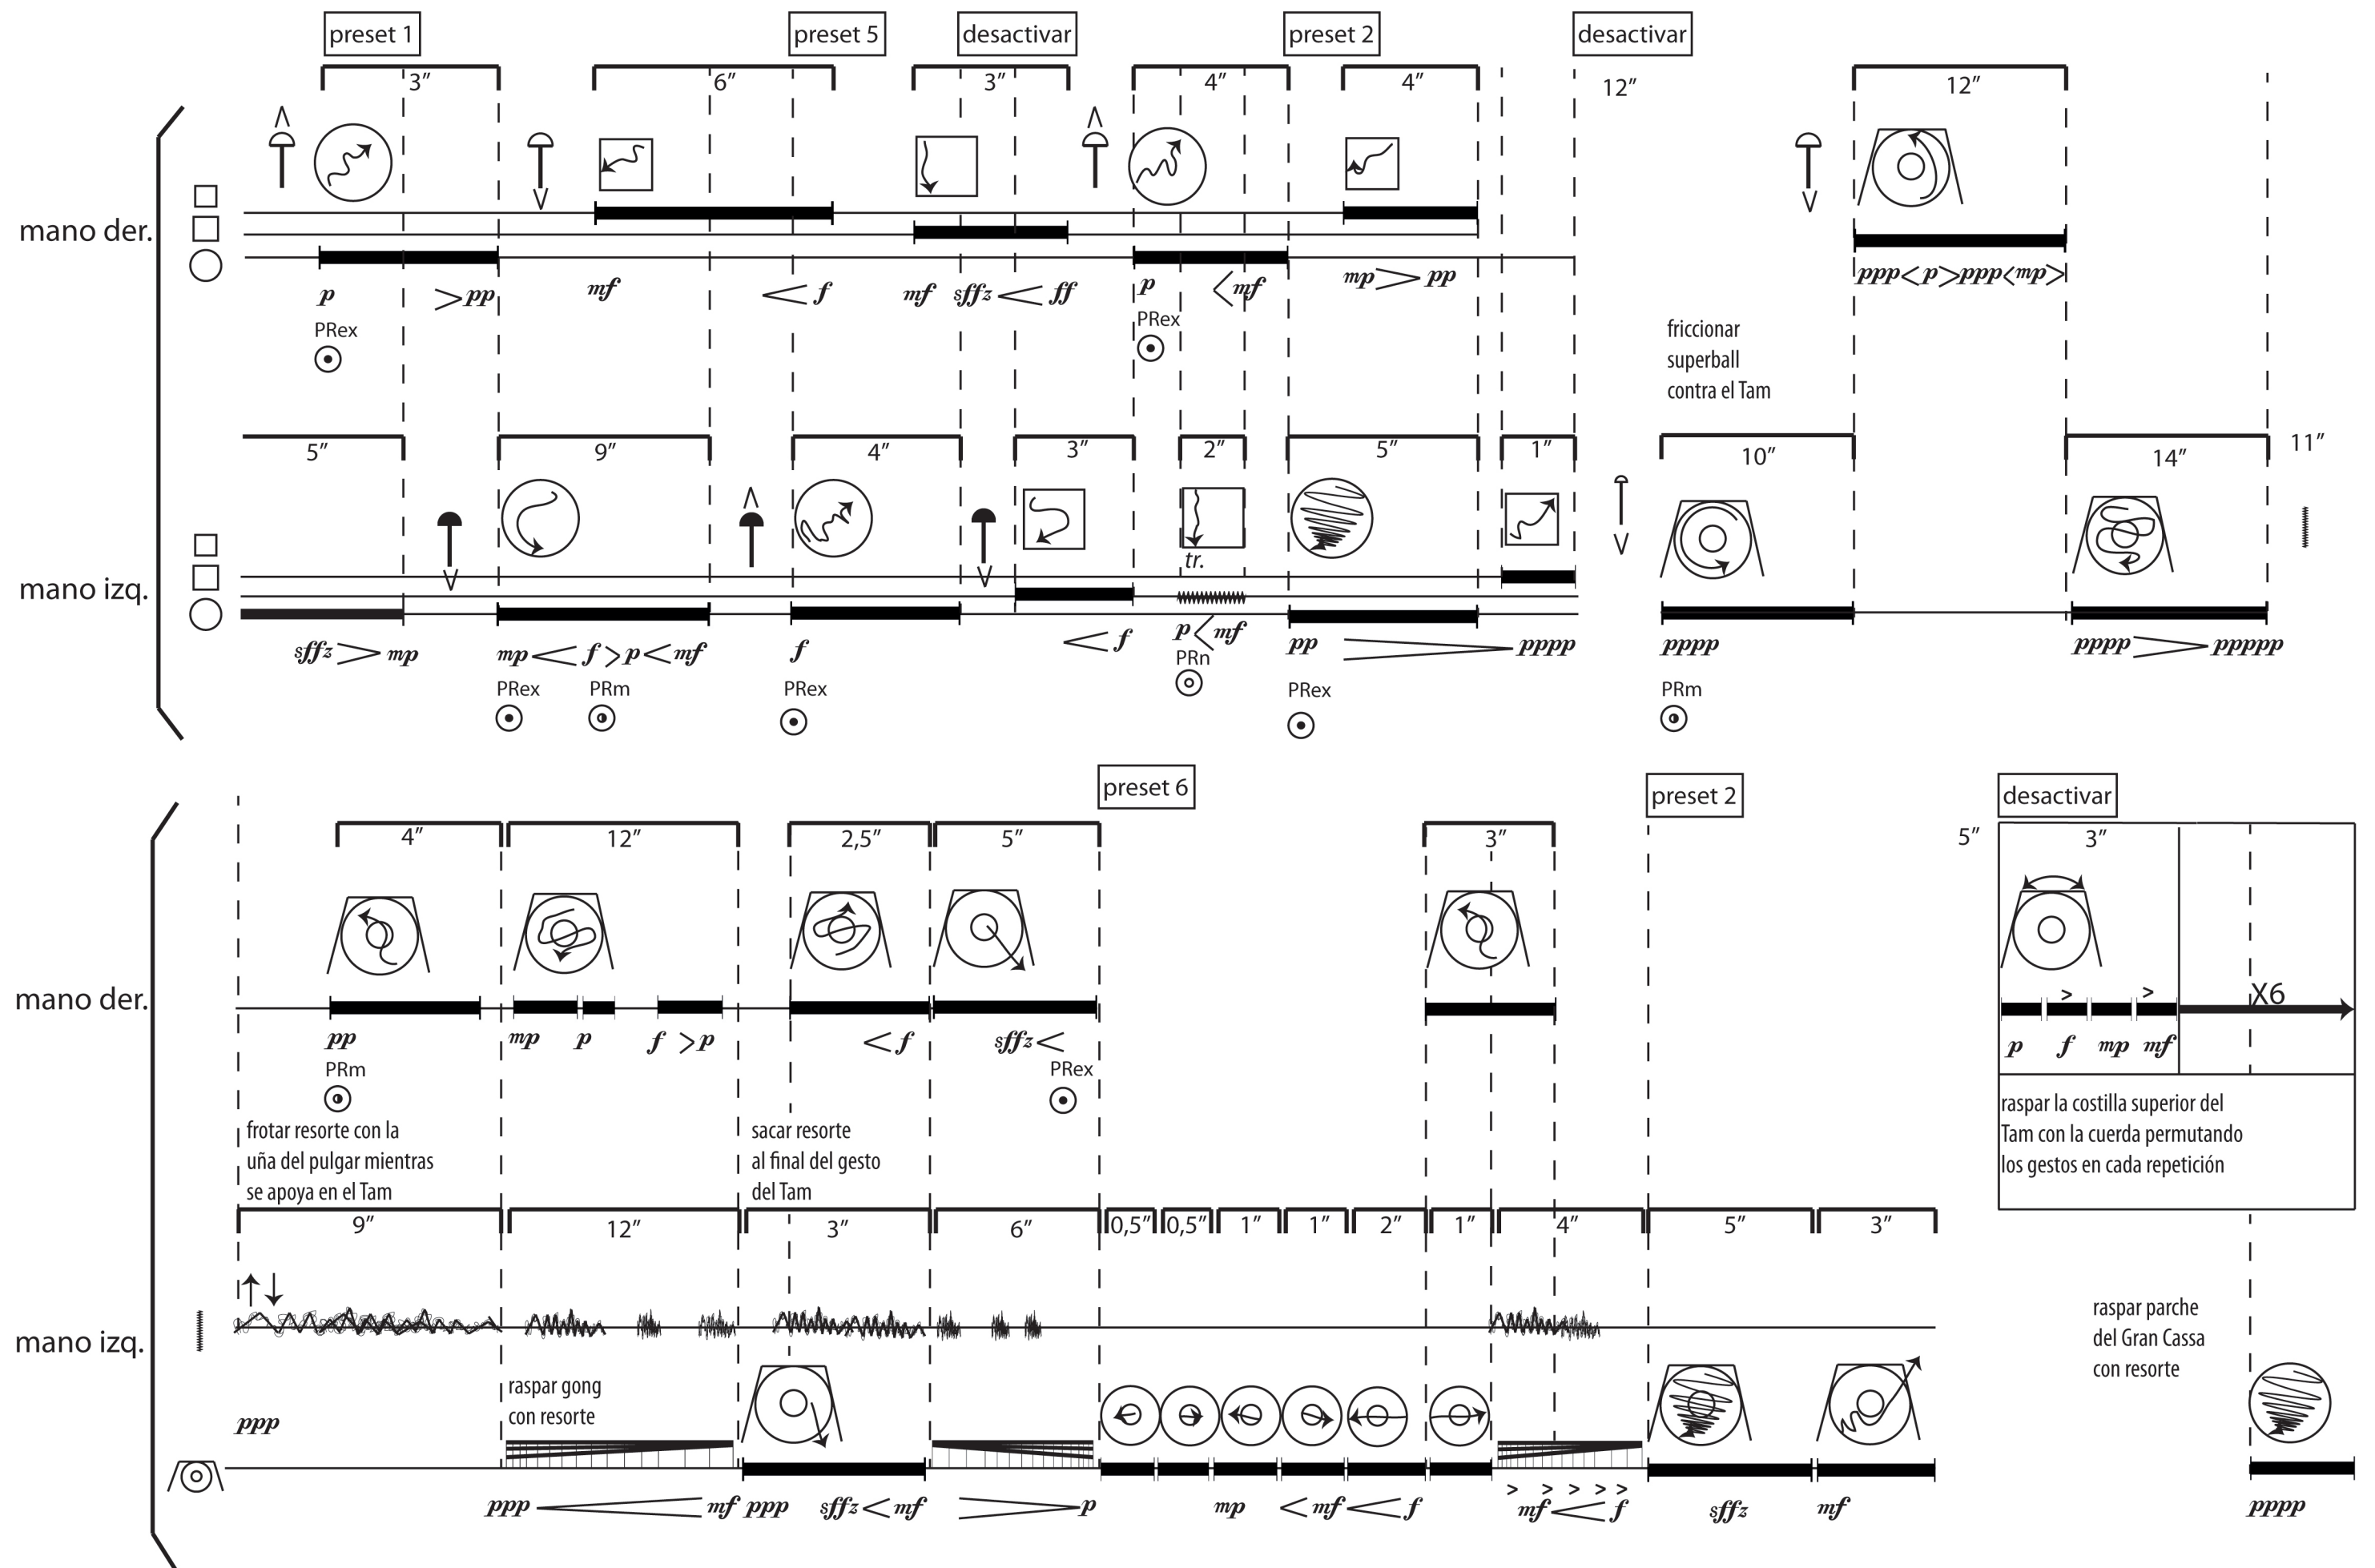 preset 1 preset 5 desactivar preset 2 desactivar
3” 6” 3” 4” 4” 12” 12”
mano der.
p >pp mf < f mf sffz < ff p <mf mp > pp ppp<p>ppp<mp>
PRex PRex
friccionar
superball
contra el Tam
5” 9” 4” 3” 2” 5” 1” 10” 14” 11”
tr.
mano izq.
sffz > mp mp < f >p<mf f < f p<mf pp > pppp pppp pppp > ppppp
PRn
PRex PRm PRex PRex PRm
preset 6 preset 2 desactivar
4” 12” 2,5” 5” 3” 5” 3”
mano der.
X6
pp mp p f >p < f sffz< p f mp mf
PRm PRex
frotar resorte con la
uña del pulgar mientras
se apoya en el Tam
sacar resorte
al final del gesto
del Tam
raspar la costilla superior del
Tam con la cuerda permutando
los gestos en cada repetición
9” 12” 3” 6” 0,5” 0,5” 1” 1” 2” 1” 4” 5” 3”
mano izq.
raspar parche
del Gran Cassa
con resorte
raspar gong
con resorte
ppp
> > > > >
ppp < mf ppp sffz<mf > p mp <mf < f mf < f sffz mf pppp